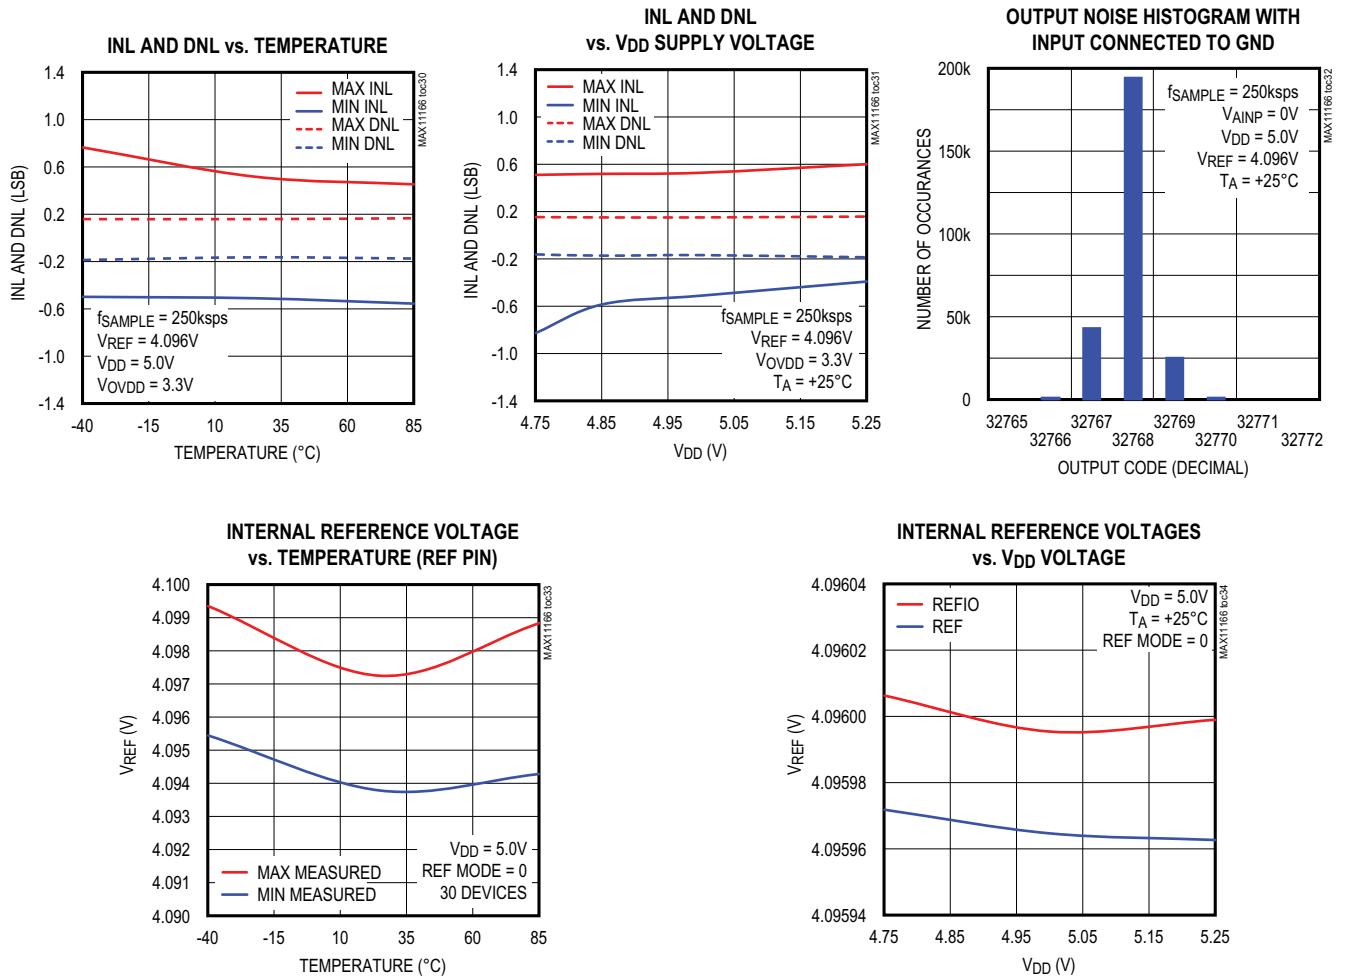 INL AND DNL vs. TEMPERATURE
1.4
1.0
0.6
0.2
-0.2
-0.6
-1.0
-1.4
INL AND DNL (LSB)
MAX INL
MIN INL
MAX DNL
MIN DNL
fSAMPLE = 250ksps
VREF = 4.096V
VDD = 5.0V
VOVDD = 3.3V
-40 -15 10 35 60 85
TEMPERATURE (°C)
MAX11166 toc30
INL AND DNL
vs. VDD SUPPLY VOLTAGE
1.4
1.0
0.6
0.2
-0.2
-0.6
-1.0
-1.4
INL AND DNL (LSB)
MAX INL
MIN INL
MAX DNL
MIN DNL
fSAMPLE = 250ksps
VREF = 4.096V
VOVDD = 3.3V
TA = +25°C
4.75 4.85 4.95 5.05 5.15 5.25
VDD (V)
MAX11166 toc31
OUTPUT NOISE HISTOGRAM WITH
INPUT CONNECTED TO GND
200k
150k
100k
50k
0
NUMBER OF OCCURANCES
fSAMPLE = 250ksps
VAINP = 0V
VDD = 5.0V
VREF = 4.096V
TA = +25°C
32765 32767 32769 32771
32766 32768 32770 32772
OUTPUT CODE (DECIMAL)
MAX11166 toc32
INTERNAL REFERENCE VOLTAGE
vs. TEMPERATURE (REF PIN)
4.100
4.099
4.098
4.097
4.096
4.095
4.094
4.093
4.092
4.091
4.090
VREF (V)
MAX MEASURED
MIN MEASURED
VDD = 5.0V
REF MODE = 0
30 DEVICES
-40 -15 10 35 60 85
TEMPERATURE (°C)
MAX11166 toc33
INTERNAL REFERENCE VOLTAGES
vs. VDD VOLTAGE
4.09604
4.09602
4.09600
4.09598
4.09596
4.09594
VREF (V)
REFIO
REF
VDD = 5.0V
TA = +25°C
REF MODE = 0
4.75 4.85 4.95 5.05 5.15 5.25
VDD (V)
MAX11166 toc34